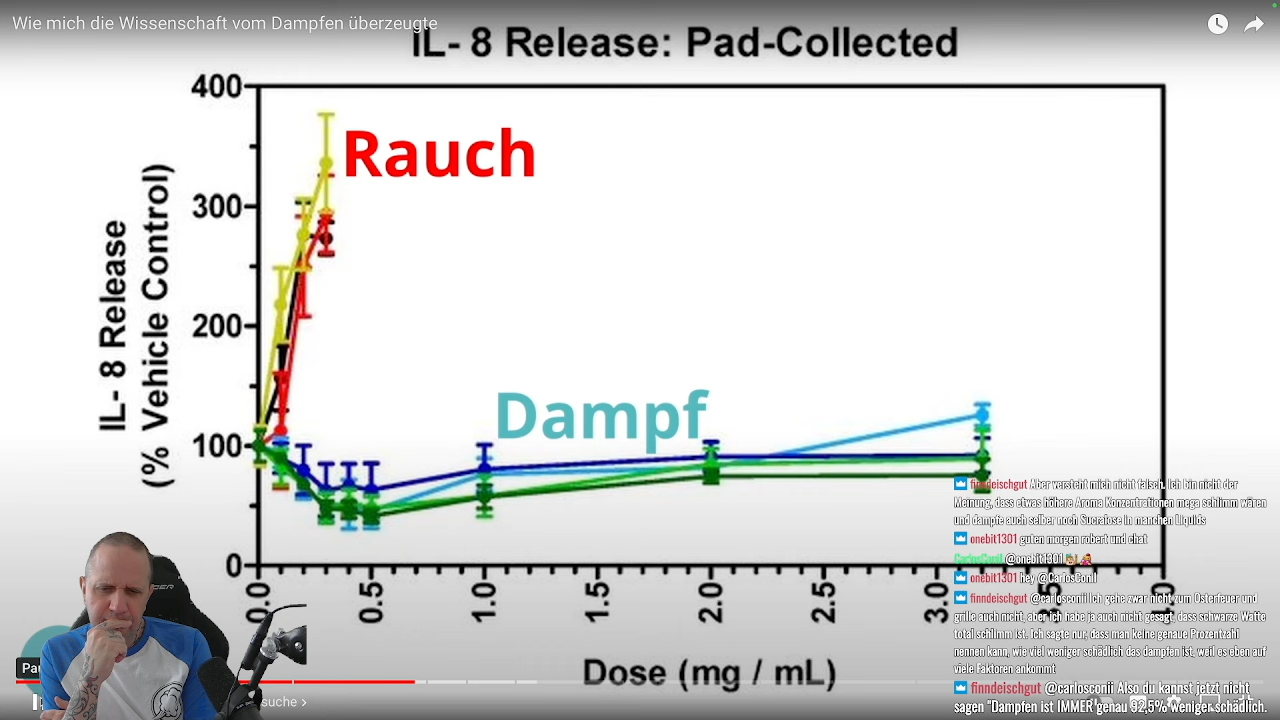 Wie mich die Wissenschaft vom Dampfen überzeugte
IL- 8 Release: Pad-Collected
IL- 8 Release
(% Vehicle Control)
400
300
200
100
0
Rauch
Dampf
0.0
0.5
1.0
1.5
2.0
2.5
3.0
Dose (mg / mL)
Pau
suche >
finndeischgut Aber versteht mich nicht falsch. Ich bin nicht der
Meinung, dass etwas höhere Aroma Konzentrationen nun schlimm wären
und dampfe auch selber noch Sucralose in manchen Liquids
onebit1301 guten morgen robert und chat
CarlosConil @onebit1301
onebit1301 @CarlosConil
finndeischgut @carlosconil Ich gehe zwar nicht zum Osterfeuer und
grille auch nicht, aber ich habe ja auch nicht gesagt, dass schwarze Watte
total schlimm ist. Ich sage nur, dass man keine genaue Prozentzahl
nennen kann, wie viel weniger schädlich das dampfen ist, weil es eben auf
viele Faktoren ankommt
finndeischgut @carlosconil Also du kannst jetzt nicht
sagen "Dampfen ist IMMER genau 92,5% weniger schädlich.